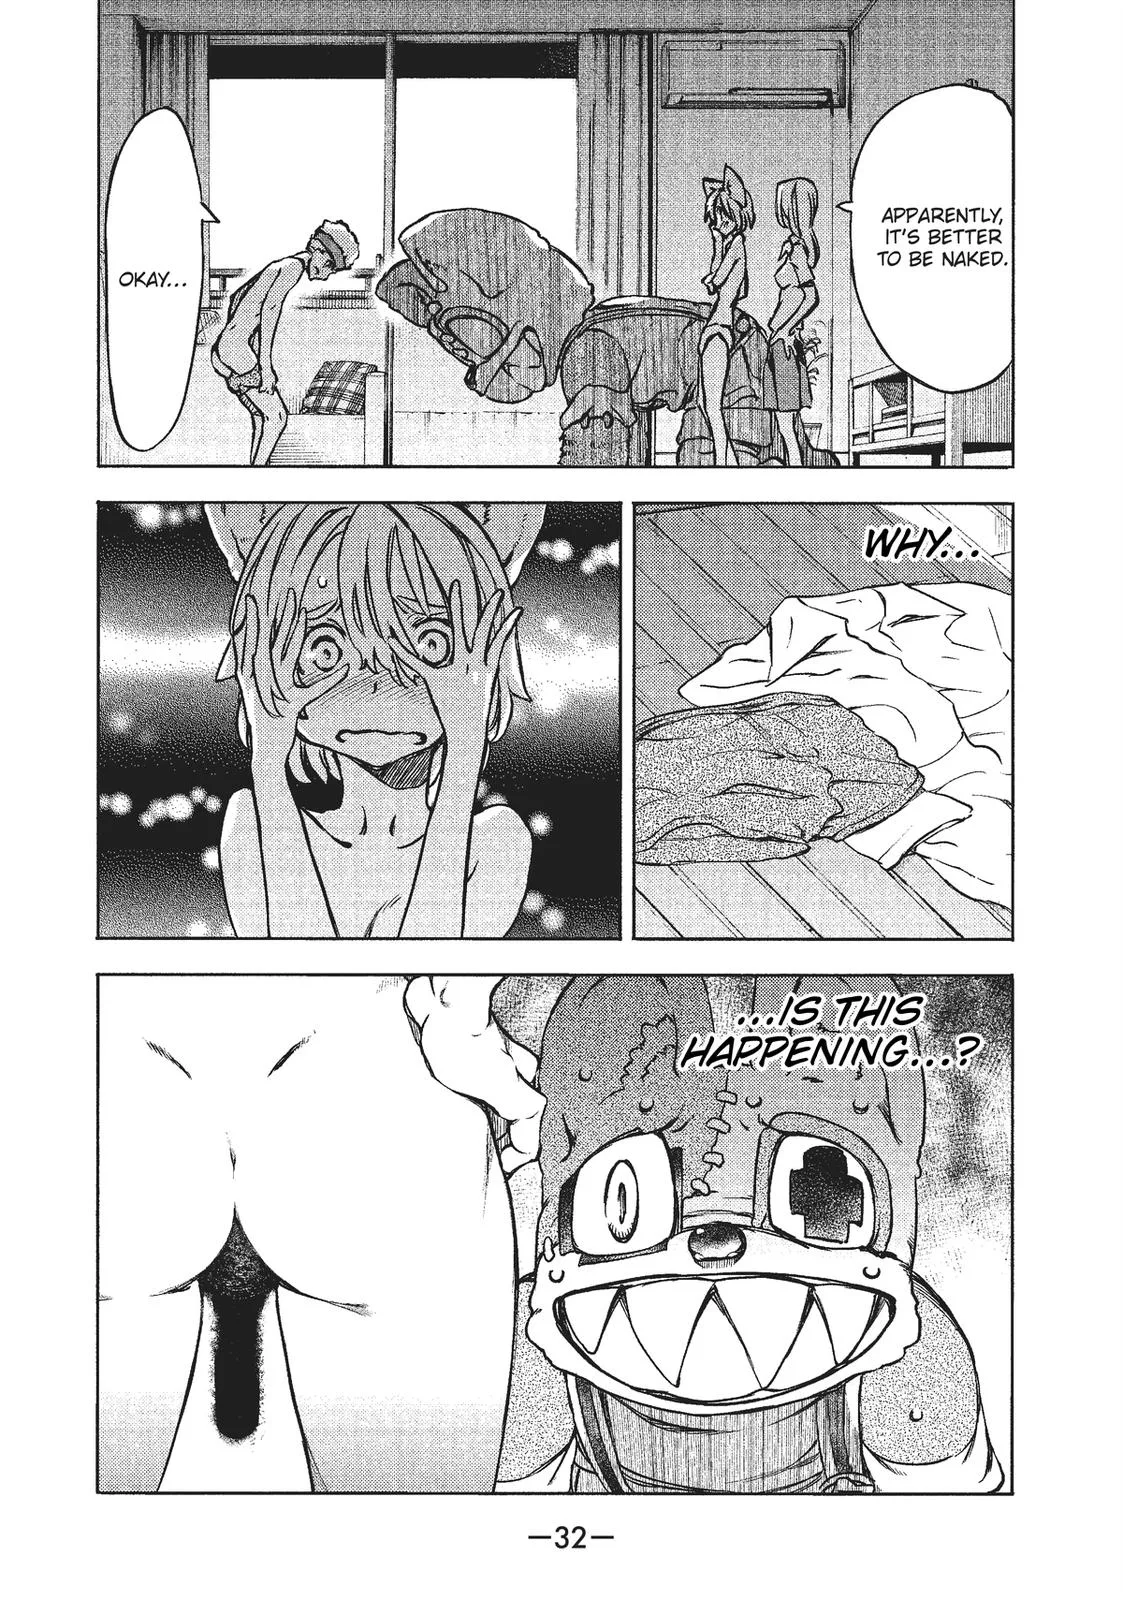 APPARENTLY,
IT'S BETTER
TO BE NAKED.
OKAY...
WHY...
...IS THIS
HAPPENING...?
—32—